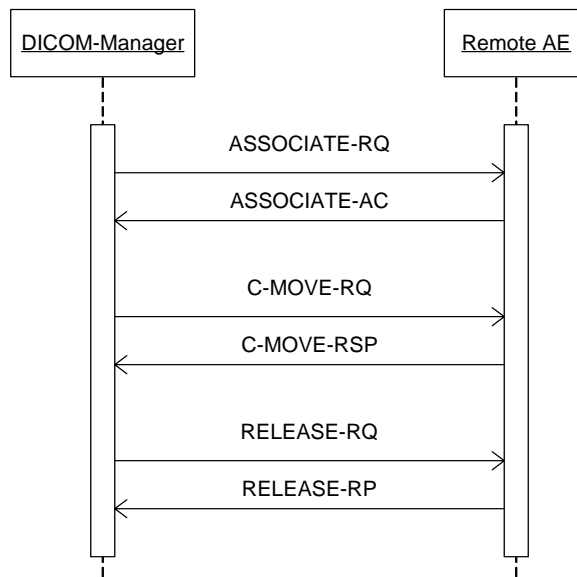 DICOM-Manager
Remote AE
ASSOCIATE-RQ
ASSOCIATE-AC
C-MOVE-RQ
C-MOVE-RSP
RELEASE-RQ
RELEASE-RP